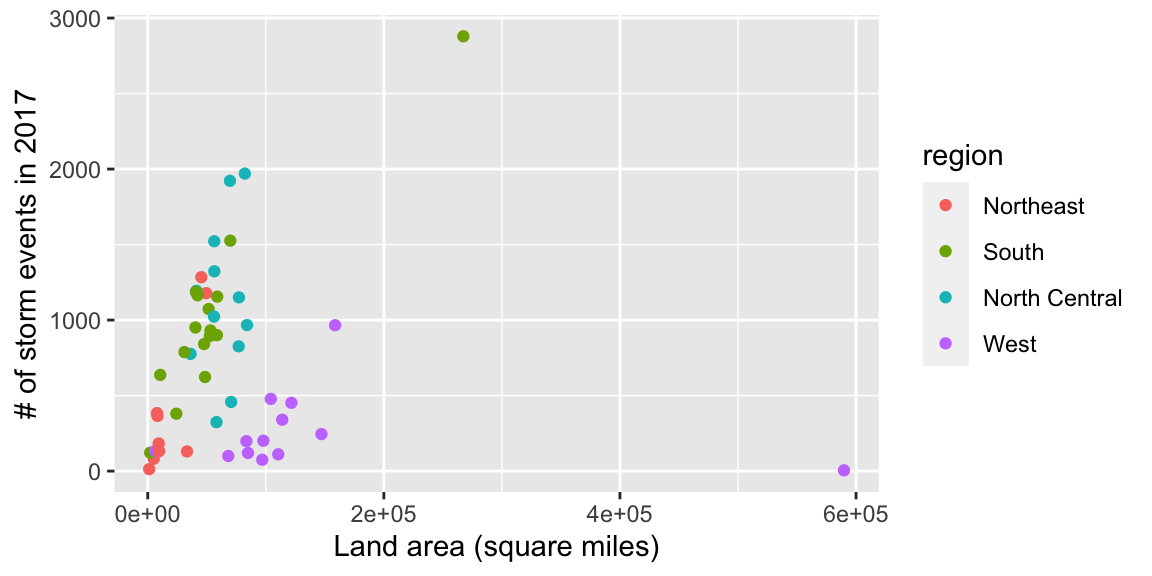 3000
2000
1000
0
# of storm events in 2017
0e+00 2e+05 4e+05 6e+05
Land area (square miles)
region
Northeast
South
North Central
West